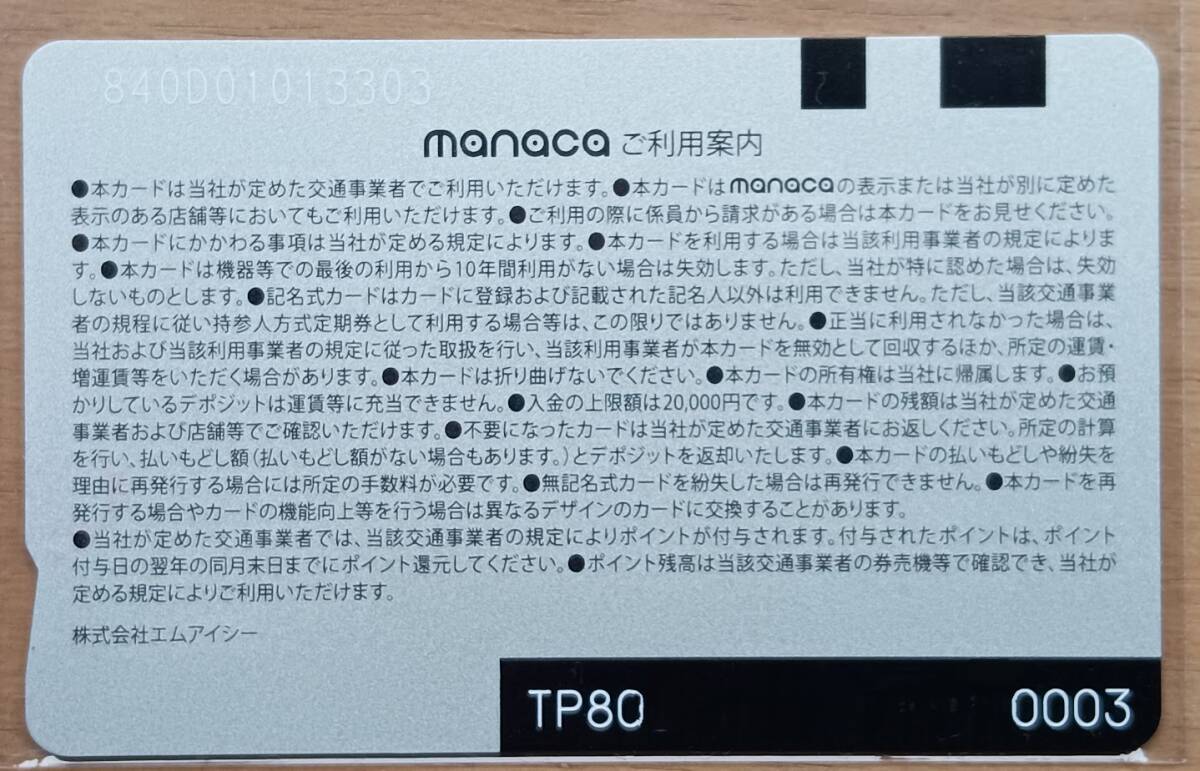 840D01013303
manaca ご利用案内
●本カードは当社が定めた交通事業者でご利用いただけます。●本カードはmanacaの表示または当社が別に定めた
表示のある店舗等においてもご利用いただけます。●ご利用の際に係員から請求がある場合は本カードをお見せください。
●本カードにかかわる事項は当社が定める規定によります。●本カードを利用する場合は当該利用事業者の規定によりま
す。●本カードは機器等での最後の利用から10年間利用がない場合は失効します。ただし、当社が特に認めた場合は、失効
しないものとします。●記名式カードはカードに登録および記載された記名人以外は利用できません。ただし、当該交通事業
者の規程に従い持参人方式定期券として利用する場合等は、この限りではありません。●正当に利用されなかった場合は、
当社および当該利用事業者の規定に従った取扱を行い、当該利用事業者が本カードを無効として回収するほか、所定の運賃・
増運賃等をいただく場合があります。●本カードは折り曲げないでください。●本カードの所有権は当社に帰属します。●お預
かりしているデポジットは運賃等に充当できません。●入金の上限額は20,000円です。●本カードの残額は当社が定めた交通
事業者および店舗等でご確認いただけます。●不要になったカードは当社が定めた交通事業者にお返しください。所定の計算
を行い、払いもどし額(払いもどし額がない場合もあります。)とデポジットを返却いたします。●本カードの払いもどしや紛失を
理由に再発行する場合には所定の手数料が必要です。●無記名式カードを紛失した場合は再発行できません。●本カードを再
発行する場合やカードの機能向上等を行う場合は異なるデザインのカードに交換することがあります。
●当社が定めた交通事業者では、当該交通事業者の規定によりポイントが付与されます。付与されたポイントは、ポイント
付与日の翌年の同月末日までにポイント還元してください。●ポイント残高は当該交通事業者の券売機等で確認でき、当社が
定める規定によりご利用いただけます。
株式会社エムアイシー
TP80 0003